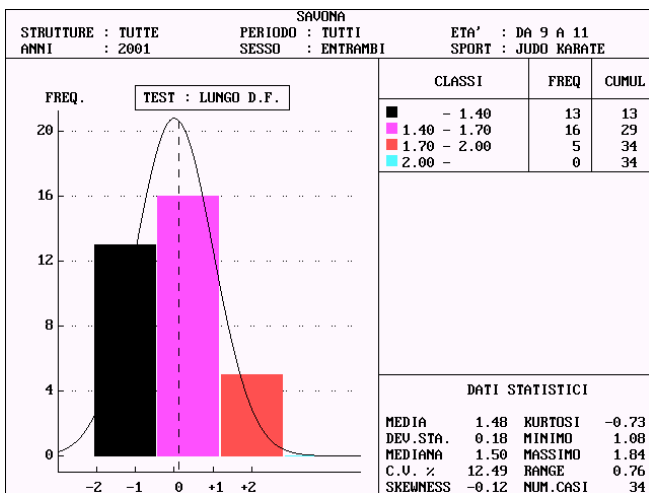 SAVONA
STRUTTURE : TUTTE PERIODO : TUTTI ETA' : DA 9 A 11
ANNI : 2001 SESSO : ENTRAMBI SPORT : JUDO KARATE
CLASSI FREQ CUMUL
- 1.40 13 13
1.40 - 1.70 16 29
1.70 - 2.00 5 34
2.00 - 0 34
FREQ. TEST : LUNGO D.F.
20
16
12
8
4
0
-2 -1 0 +1 +2
DATI STATISTICI
MEDIA 1.48 KURTOSI -0.73
DEV.STA. 0.18 MINIMO 1.08
MEDIANA 1.50 MASSIMO 1.84
C.V. % 12.49 RANGE 0.76
SKEWNESS -0.12 NUM.CASI 34